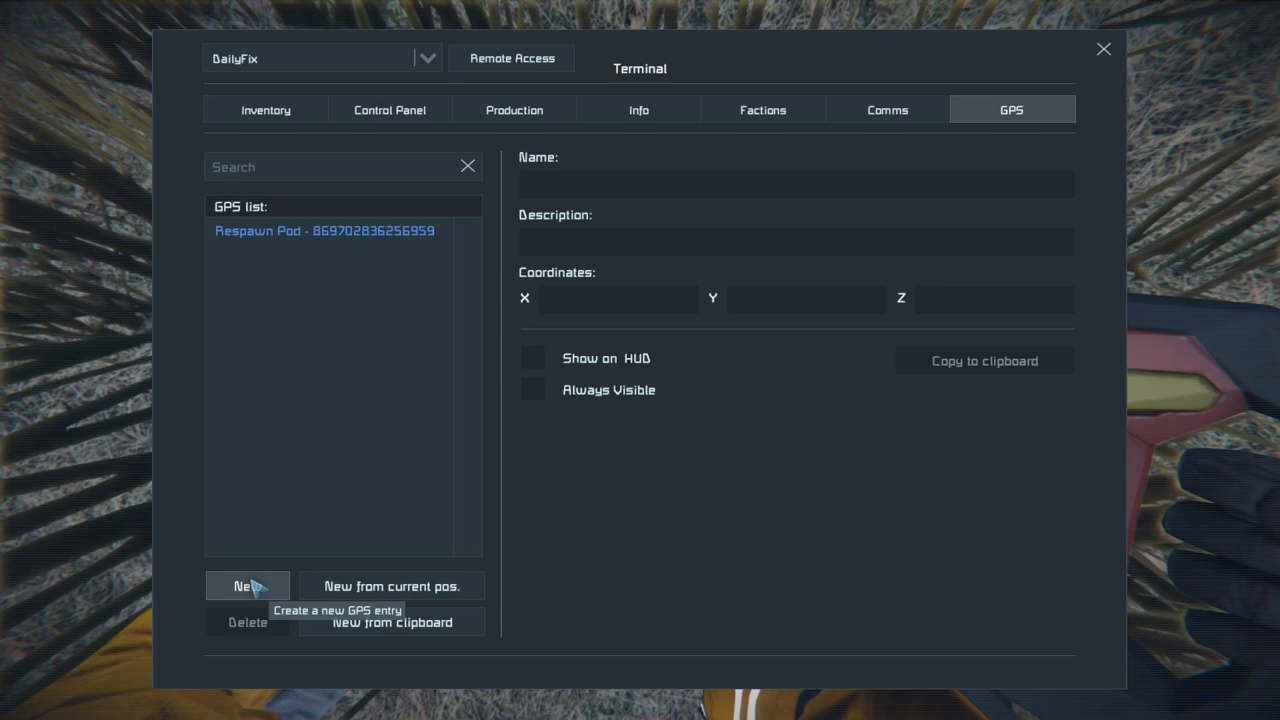 DailyFix
Remote Access
Terminal
Inventory
Control Panel
Production
Info
Factions
Comms
GPS
Search
GPS list:
Respawn Pod - 869702836256959
Name:
Description:
Coordinates:
X
Y
Z
Show on HUD
Always Visible
Copy to clipboard
New
New from current pos.
Create a new GPS entry
Delete
New from clipboard